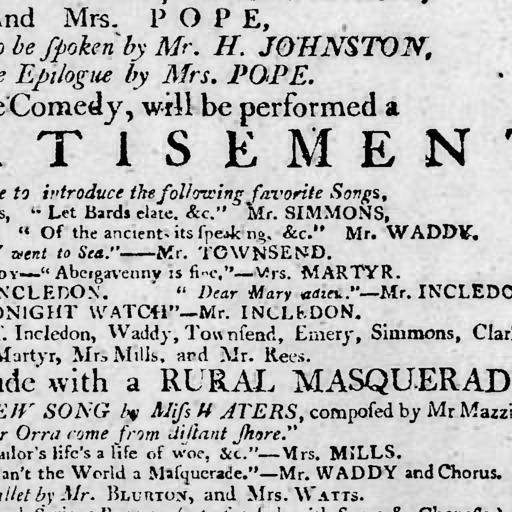 And Mrs. POPE,
o be ſpoken by Mr. H. JOHNSTON,
e Epilogue by Mrs. POPE.
e Comedy, will be performed a
TISEMEN
e to introduce the following favorite Songs,
s, "Let Bards elate, &c." Mr. SIMMONS,
"Of the ancients its ſpeaking, &c." Mr. WADDY.
went to Sea."—Mr. TOWNSEND.
DY—"Abergavenny is fine,"—Mrs. MARTYR.
NCLEDON. "Dear Mary adieu."—Mr. INCLEDO
DNIGHT WATCH"—Mr. INCLEDON.
. Incledon, Waddy, Townſend, Emery, Simmons, Clar
Martyr, Mrs Mills, and Mr. Rees.
ude with a RURAL MASQUERAD
EW SONG by Miſs WATERS, compoſed by Mr Mazzi
r Orra come from diſtant ſhore."
ailor's life's a life of woe, &c."—Mrs. MILLS.
an't the World a Maſquerade."—Mr. WADDY and Chorus.
allet by Mr. BLURTON, and Mrs. WATTS.